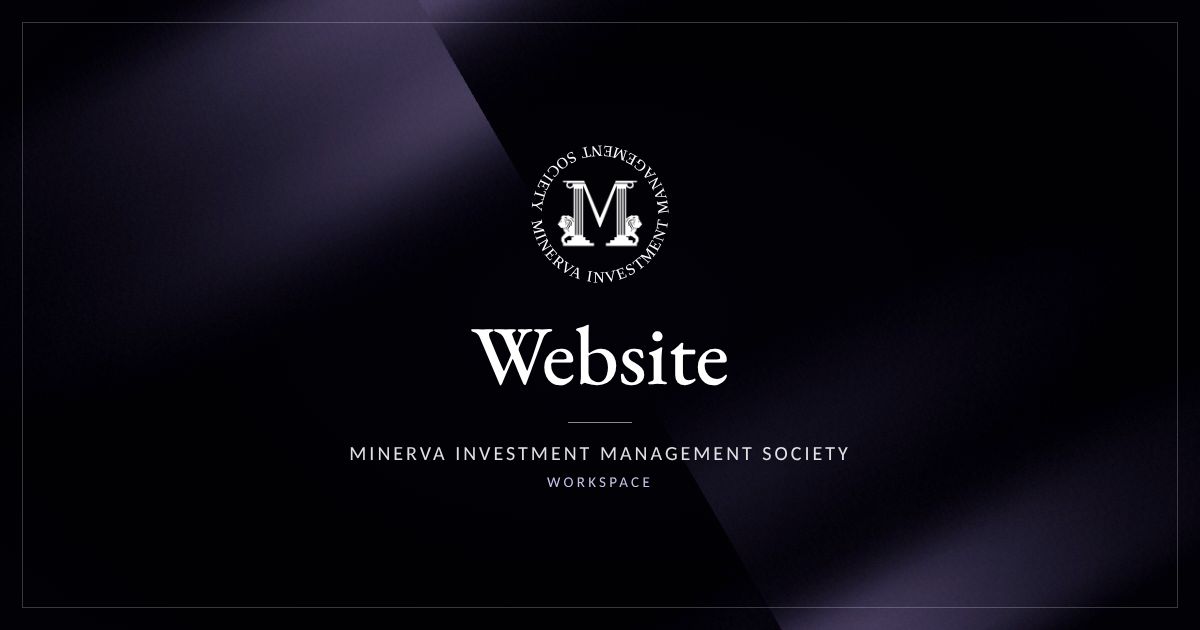 MINERVA INVESTMENT MANAGEMENT SOCIETY
M
Website
MINERVA INVESTMENT MANAGEMENT SOCIETY
WORKSPACE